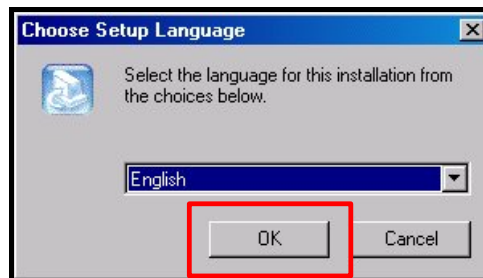 Choose Setup Language
Select the language for this installation from
the choices below.
English
OK
Cancel